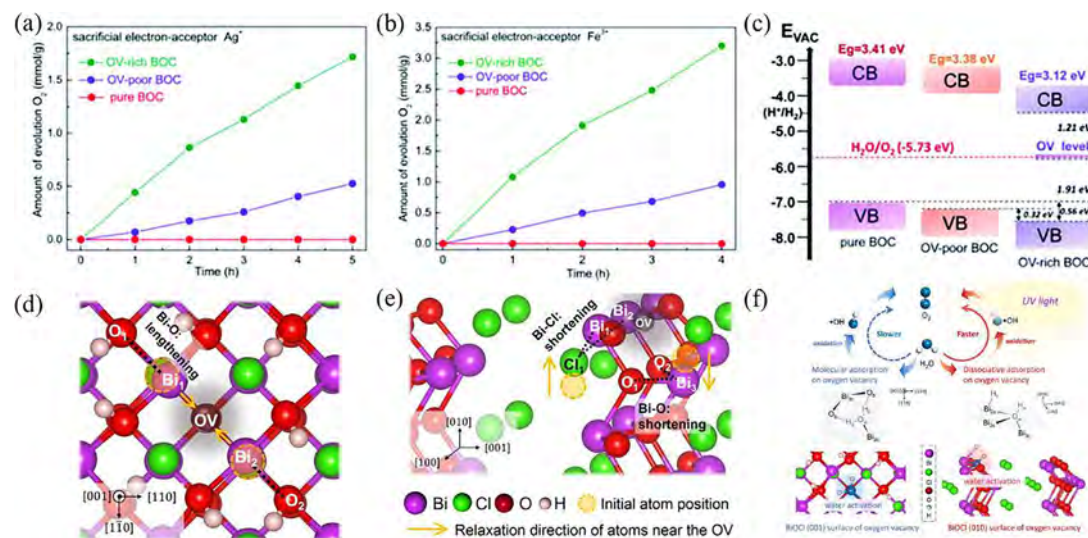 (a)
sacrificial electron-acceptor Ag⁺
OV-rich BOC
OV-poor BOC
pure BOC
Amount of evolution O₂ (mmol/g)
2.0
1.5
1.0
0.5
0.0
0 1 2 3 4 5
Time (h)
(b)
sacrificial electron-acceptor Fe³⁺
OV-rich BOC
OV-poor BOC
pure BOC
Amount of evolution O₂ (mmol/g)
3.5
3.0
2.5
2.0
1.5
1.0
0.5
0.0
0 1 2 3 4
Time (h)
(c)
E_VAC
-3.0
-4.0
(H⁺/H₂)
-5.0
-6.0
-7.0
-8.0
Eg=3.41 eV
Eg=3.38 eV
Eg=3.12 eV
CB
CB
CB
1.21 eV
H₂O/O₂ (-5.73 eV)
OV level
1.91 eV
0.32 eV
0.56 eV
VB
VB
VB
pure BOC
OV-poor BOC
OV-rich BOC
(d)
O₁
Bi-O:
lengthening
Bi₁
OV
Bi₂
O₂
[001]
[110]
[11̄0]
(e)
Bi-Cl:
shortening
Bi₁
Bi₂
OV
Cl₁
O₂
O₁
Bi₃
Bi-O:
shortening
[010]
[001]
[100]
Bi
Cl
O
H
Initial atom position
Relaxation direction of atoms near the OV
(f)
UV light
O₂
•OH
•OH
Slower
Faster
oxidation
oxidation
H₂O
Molecular adsorption
on oxygen vacancy
Dissociative adsorption
on oxygen vacancy
water activation
water activation
BiOCl (001) surface of oxygen vacancy
BiOCl (010) surface of oxygen vacancy